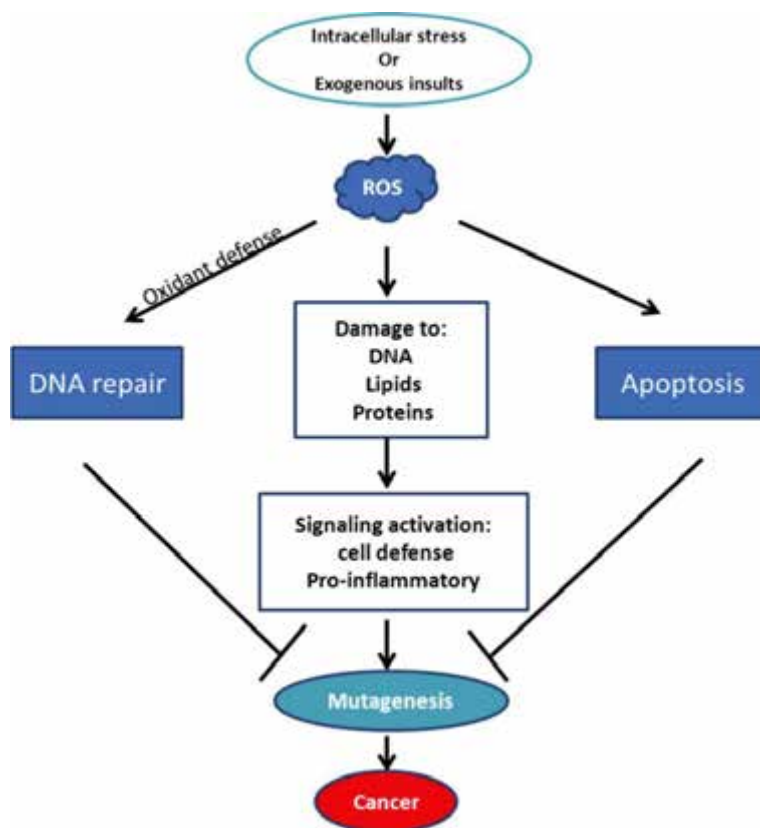 Intracellular stress
Or
Exogenous insults
ROS
Oxidant defense
Damage to:
DNA
Lipids
Proteins
DNA repair
Apoptosis
Signaling activation:
cell defense
Pro-inflammatory
Mutagenesis
Cancer